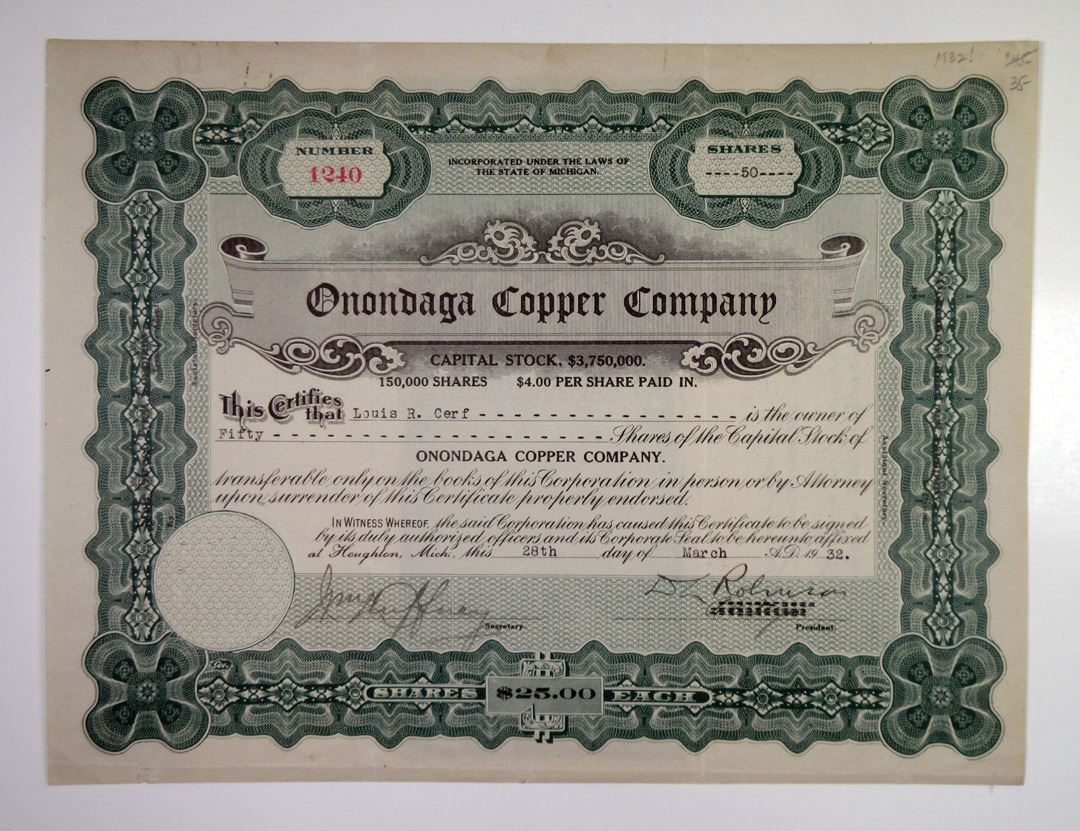 1932! $45-
35-
NUMBER
1240
INCORPORATED UNDER THE LAWS OF
THE STATE OF MICHIGAN.
SHARES
----50----
Onondaga Copper Company
CAPITAL STOCK, $3,750,000.
150,000 SHARES $4.00 PER SHARE PAID IN.
This Certifies that Louis R. Cerf - - - - - - - - - - - - - - - - is the owner of
Fifty - - - - - - - - - - - - - - - - - - - - - Shares of the Capital Stock of
ONONDAGA COPPER COMPANY.
transferable only on the books of this Corporation in person or by Attorney
upon surrender of this Certificate properly endorsed.
IN WITNESS WHEREOF, the said Corporation has caused this Certificate to be signed
by its duly authorized officers and its Corporate Seal to be hereunto affixed
at Houghton, Mich. this 28th day of March A.D. 1932.
D L Robinson
Secretary.
President.
SHARES $25.00 EACH